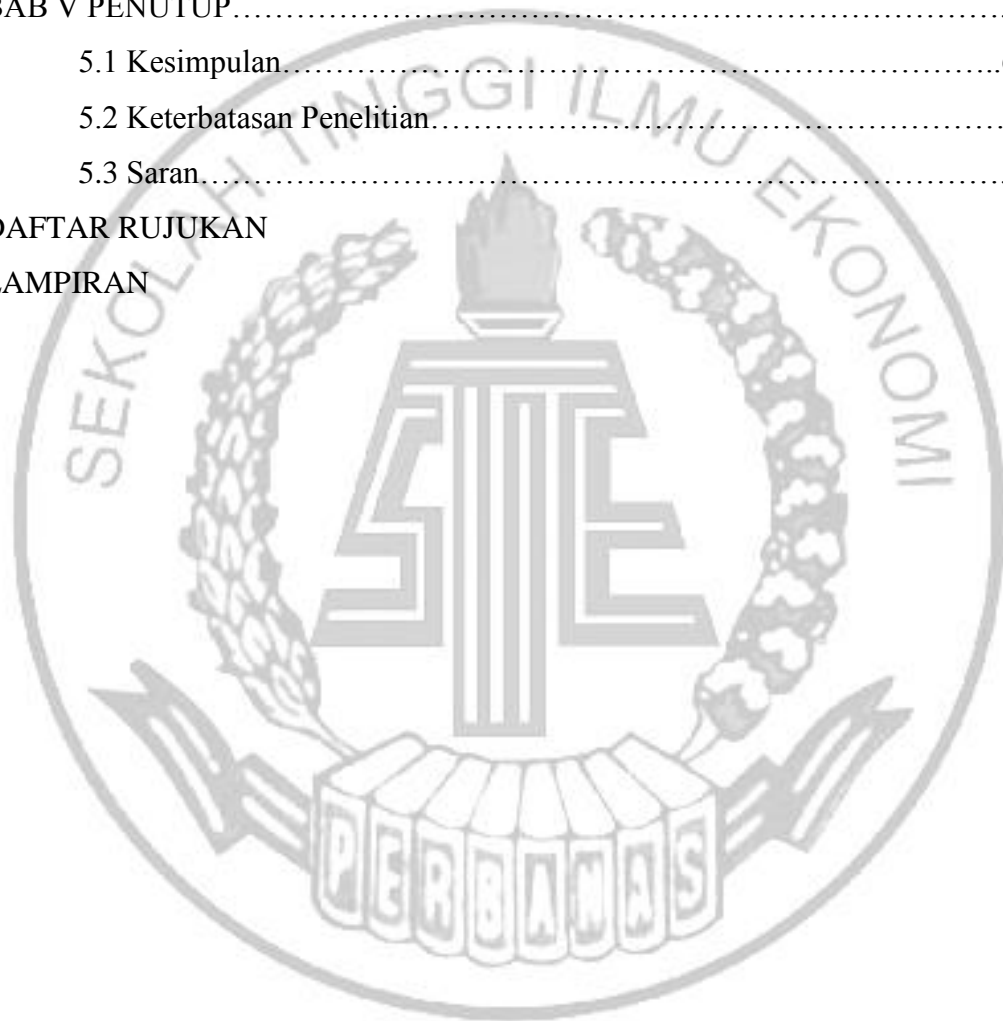 BAB V PENUTUP…………………………………………………………………
5.1 Kesimpulan…………………………………………………………..
5.2 Keterbatasan Penelitian………………………………………………
5.3 Saran…………………………………………………………………
DAFTAR RUJUKAN
LAMPIRAN
SEKOLAH TINGGI ILMU EKONOMI
STIE
PERBANAS